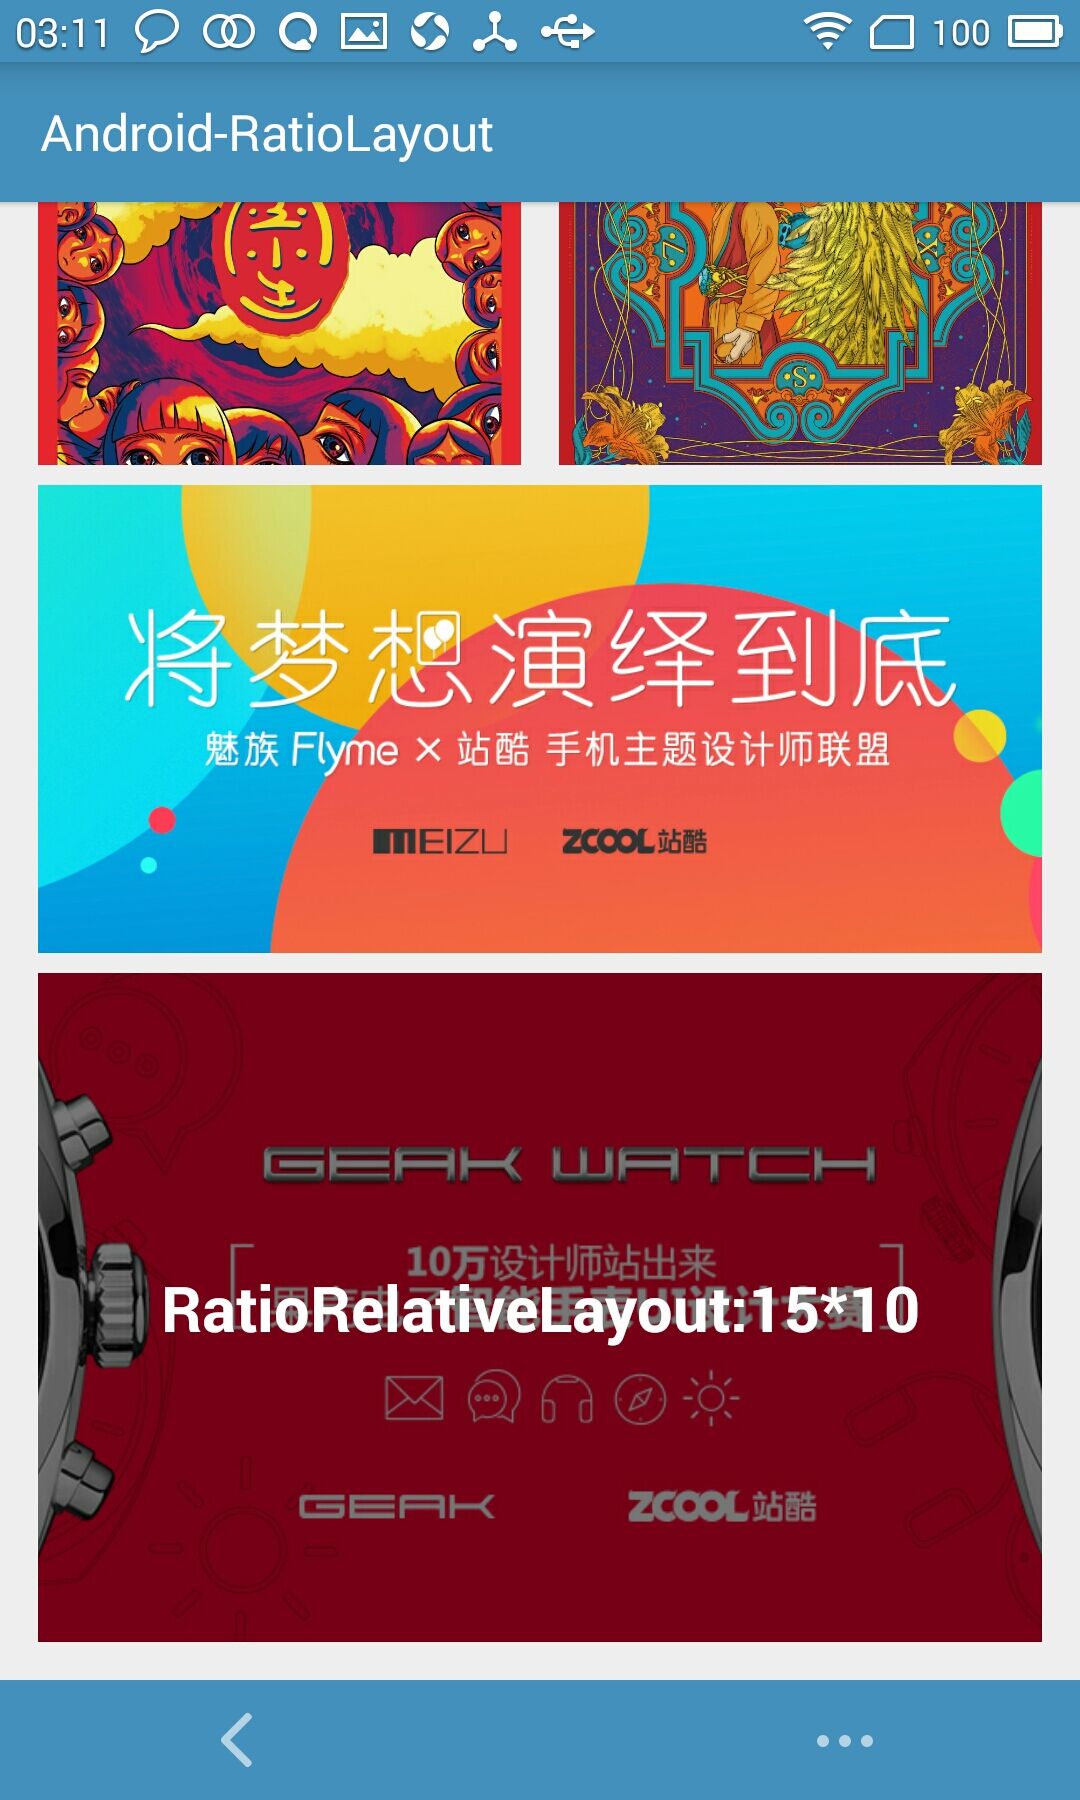 03:11
100
Android-RatioLayout
S
将梦想演绎到底
魅族 Flyme × 站酷 手机主题设计师联盟
MEIZU ZCOOL站酷
GEAK WATCH
10万设计师站出来
RatioRelativeLayout:15*10
GEAK ZCOOL站酷